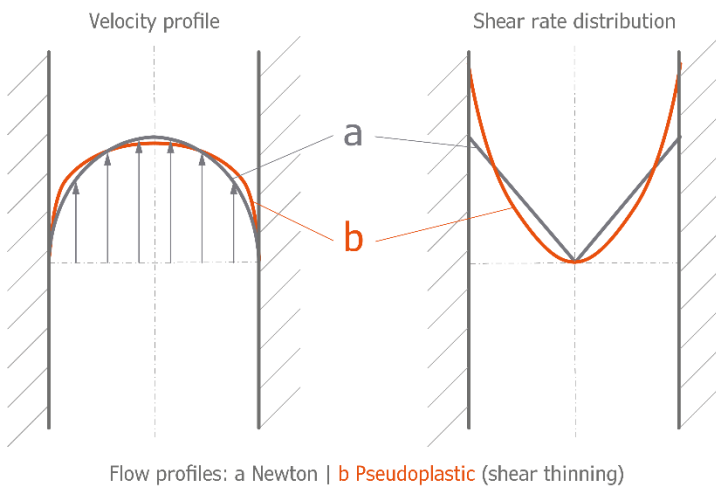 Velocity profile
Shear rate distribution
a
b
Flow profiles: a Newton | b Pseudoplastic (shear thinning)